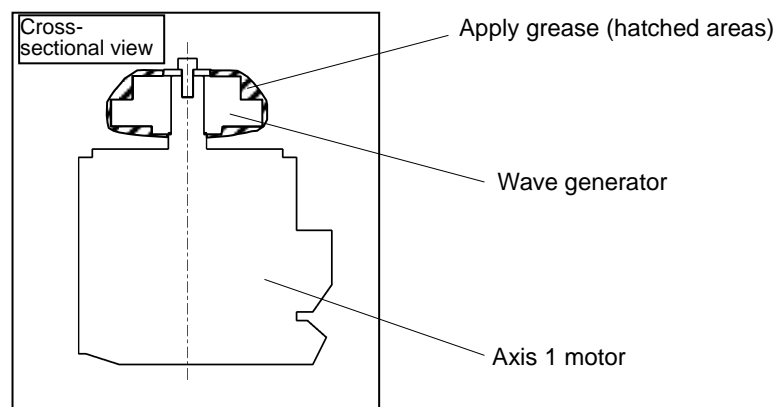 Cross-
sectional view
Apply grease (hatched areas)
Wave generator
Axis 1 motor